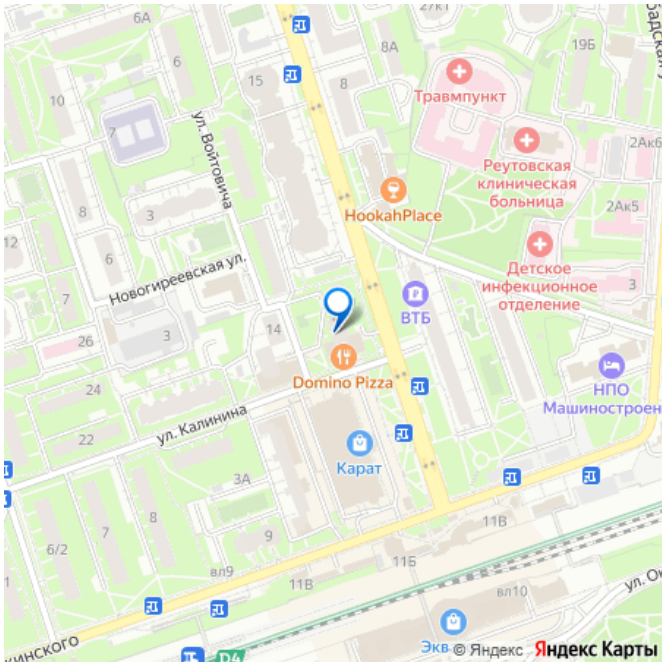 6А
27к1
8А
19Б
6
15
8
10
Травмпункт
7
ул. Войтовича
2Ак6
Реутовская
клиническая
больница
HookahPlace
2Ак5
8
3
12
6
Новогиреевская ул.
Детское
инфекционное
отделение
3
7
ВТБ
14
3
26
Domino Pizza
24
НПО
Машиностроен
ул. Калинина
22
Карат
3А
7
8
6/2
9
11В
1
вл9
11В
11Б
вл10
кинского
D4
Экв
© Яндекс Яндекс Карты